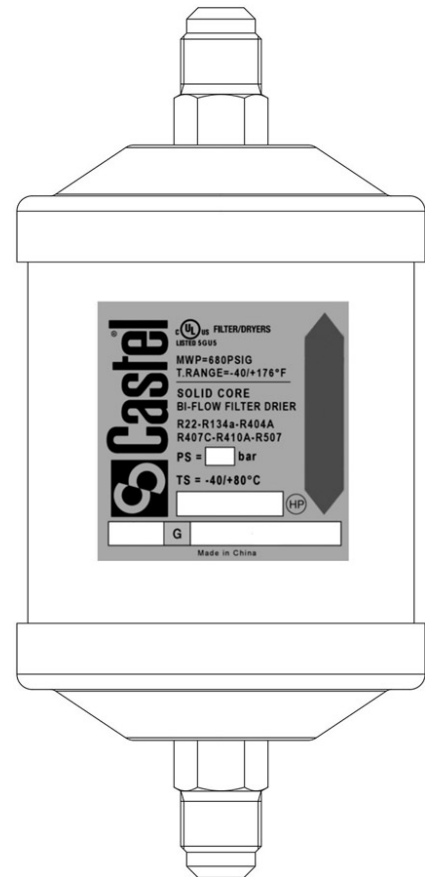 Castel®
c UL us FILTER/DRYERS
LISTED SGUS
MWP=680PSIG
T.RANGE=-40/+176°F
SOLID CORE
BI-FLOW FILTER DRIER
R22-R134a-R404A
R407C-R410A-R507
PS = bar
TS = -40/+80°C
HP
G
Made in China